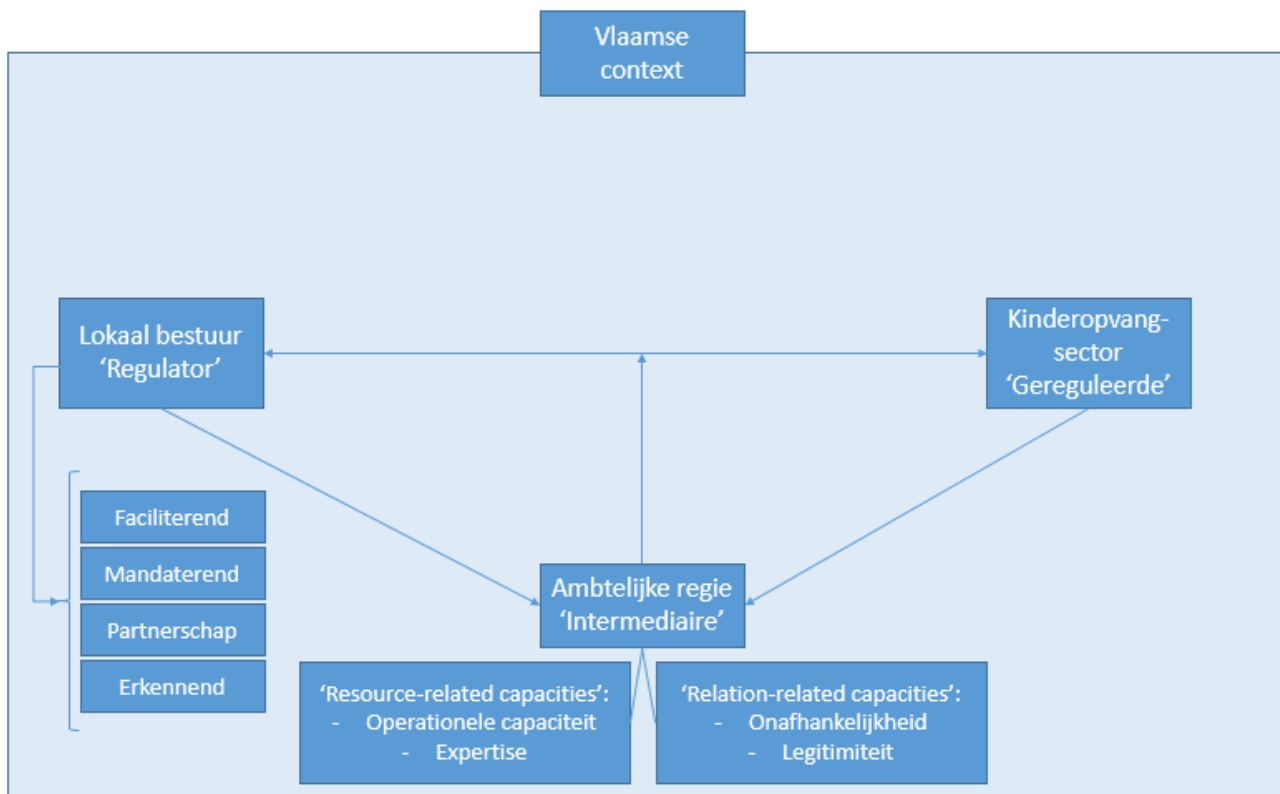 Vlaamse
context
Lokaal bestuur
‘Regulator’
Kinderopvang-
sector
‘Gereguleerde’
Faciliterend
Mandaterend
Partnerschap
Erkennend
Ambtelijke regie
‘Intermediaire’
‘Resource-related capacities’:
- Operationele capaciteit
- Expertise
‘Relation-related capacities’:
- Onafhankelijkheid
- Legitimiteit